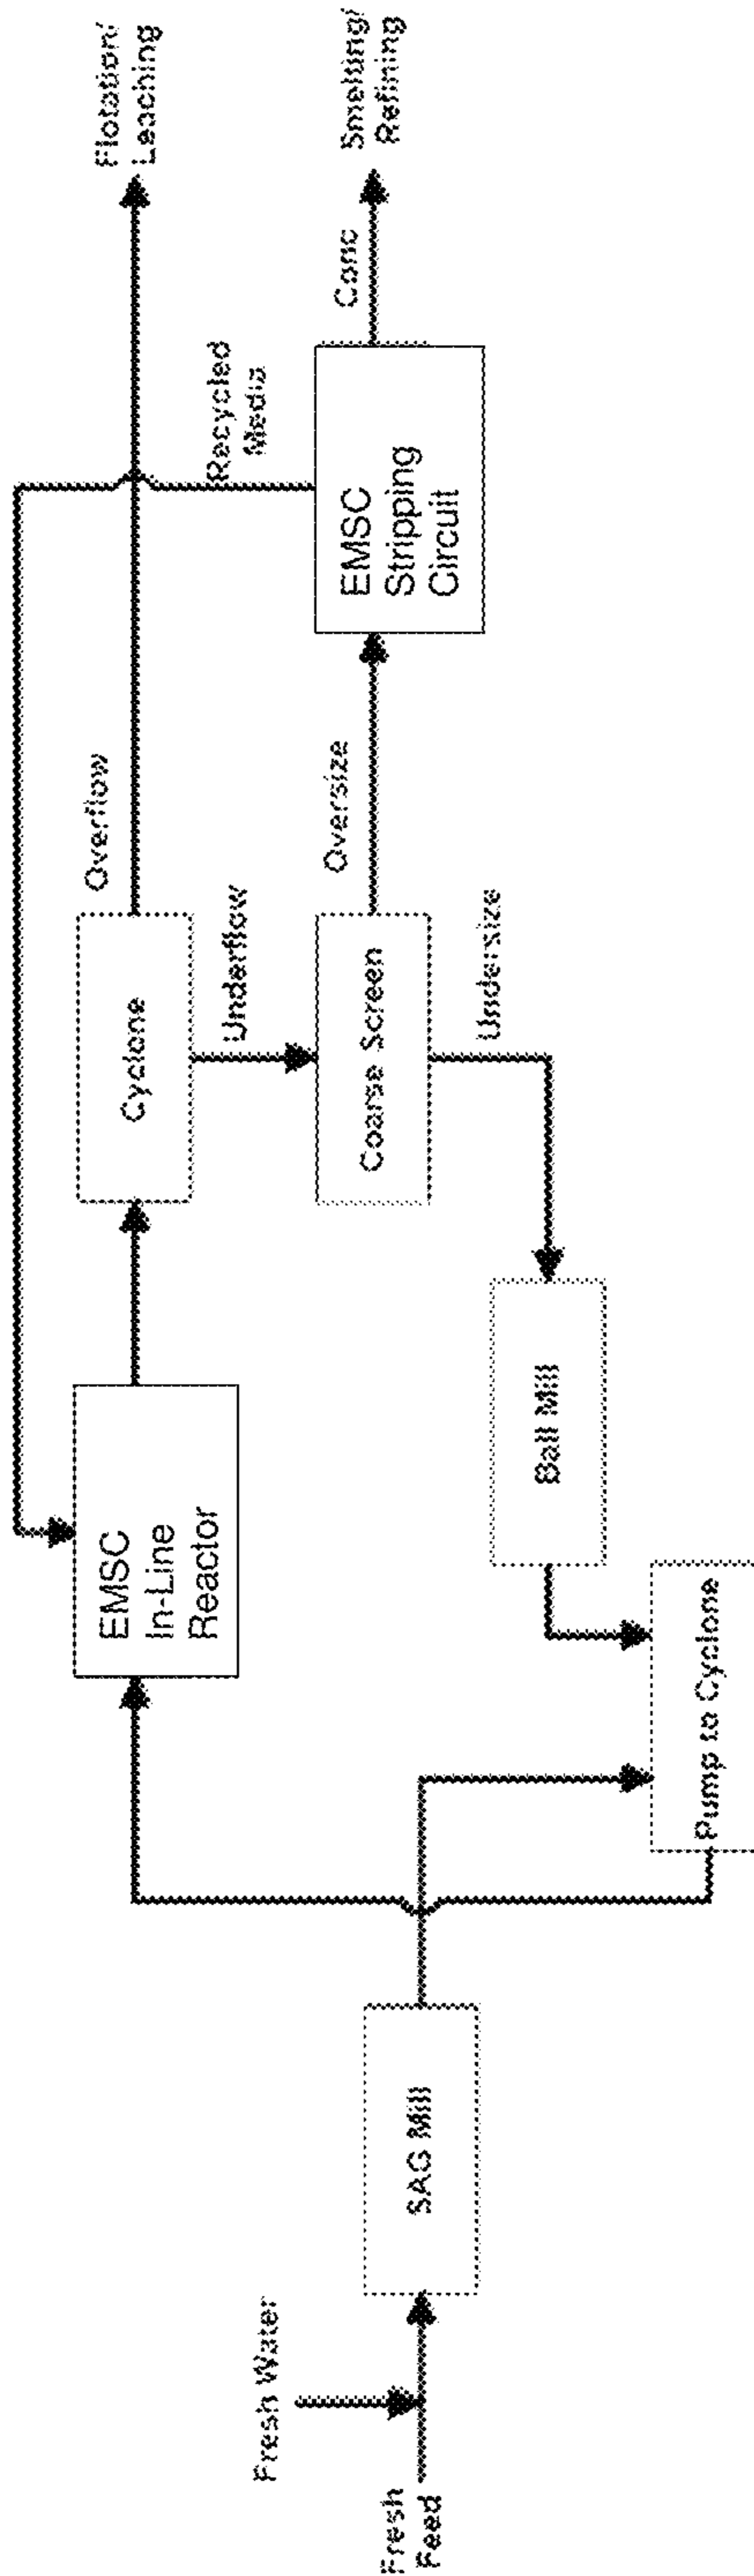 Fresh Water
Fresh
Feed
SAG Mill
Pump to Cyclone
Ball Mill
EMSC
In-Line
Reactor
Cyclone
Overflow
Underflow
Coarse Screen
Oversize
Undersize
EMSC
Stripping
Circuit
Recycled
Media
Conc
Flotation/
Leaching
Smelting/
Refining